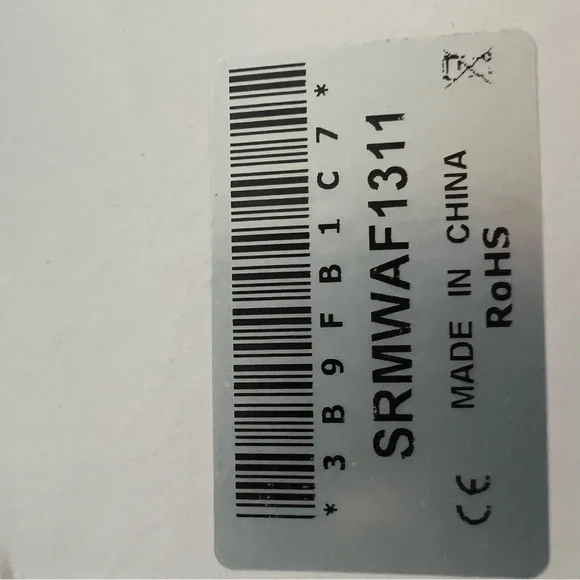 *3B9FB1C7*
SRMWAF1311
CE MADE IN CHINA
RoHS